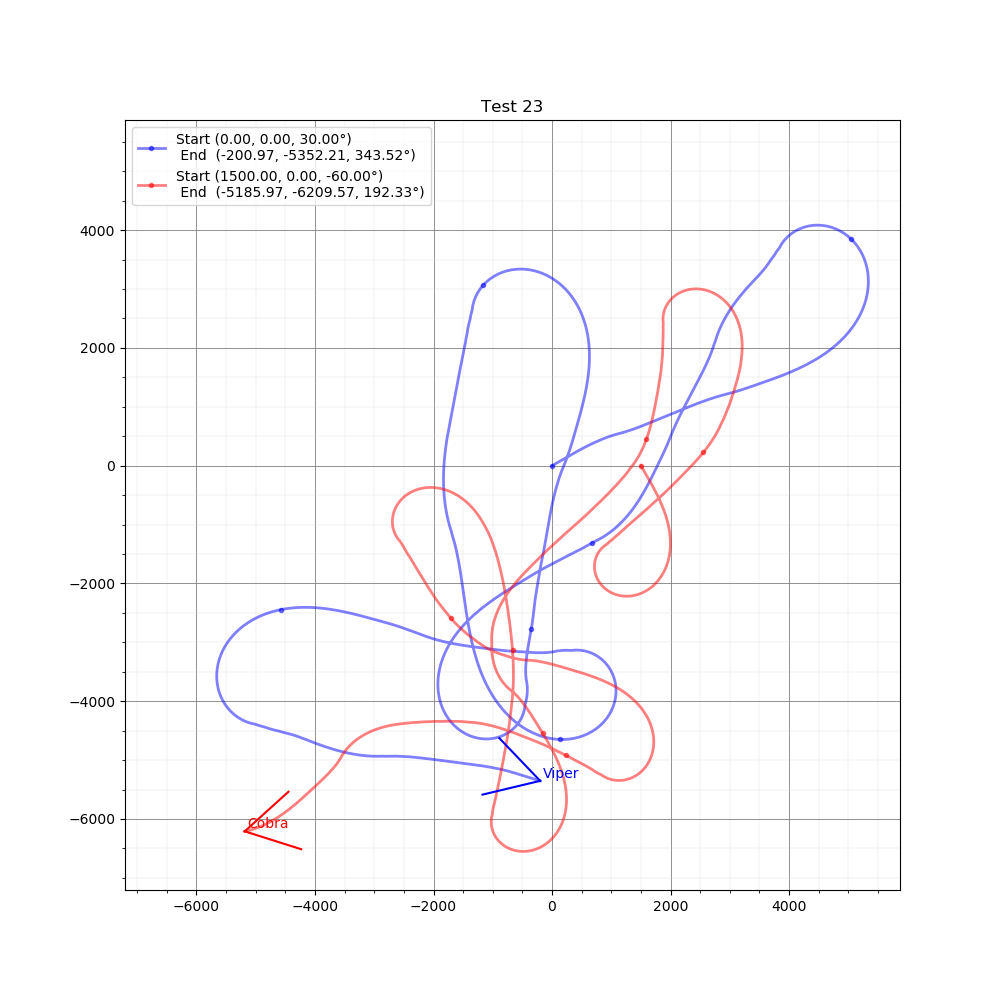 Test 23
Start (0.00, 0.00, 30.00°)
End (-200.97, -5352.21, 343.52°)
Start (1500.00, 0.00, -60.00°)
End (-5185.97, -6209.57, 192.33°)
4000
2000
0
−2000
−4000
−6000
Viper
Cobra
−6000 −4000 −2000 0 2000 4000